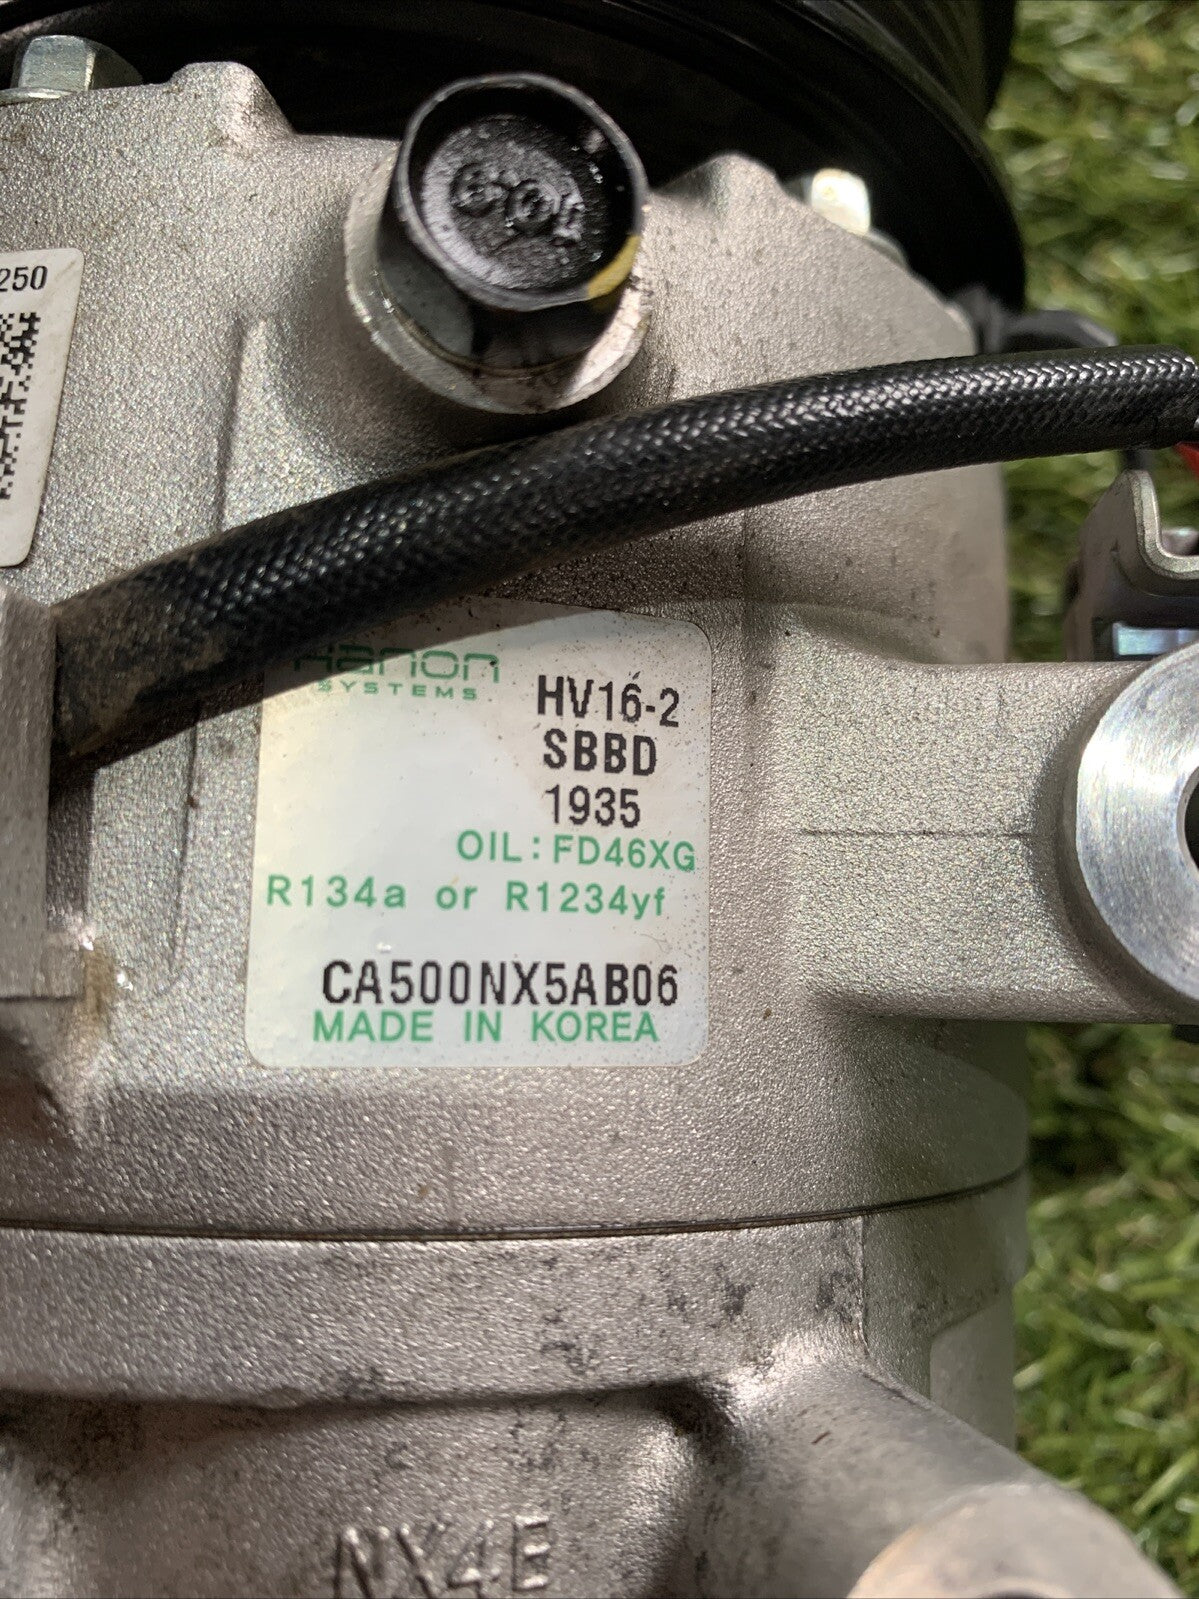 250
Hanon
SYSTEMS
HV16-2
SBBD
1935
OIL:FD46XG
R134a or R1234yf
CA500NX5AB06
MADE IN KOREA
NX4E